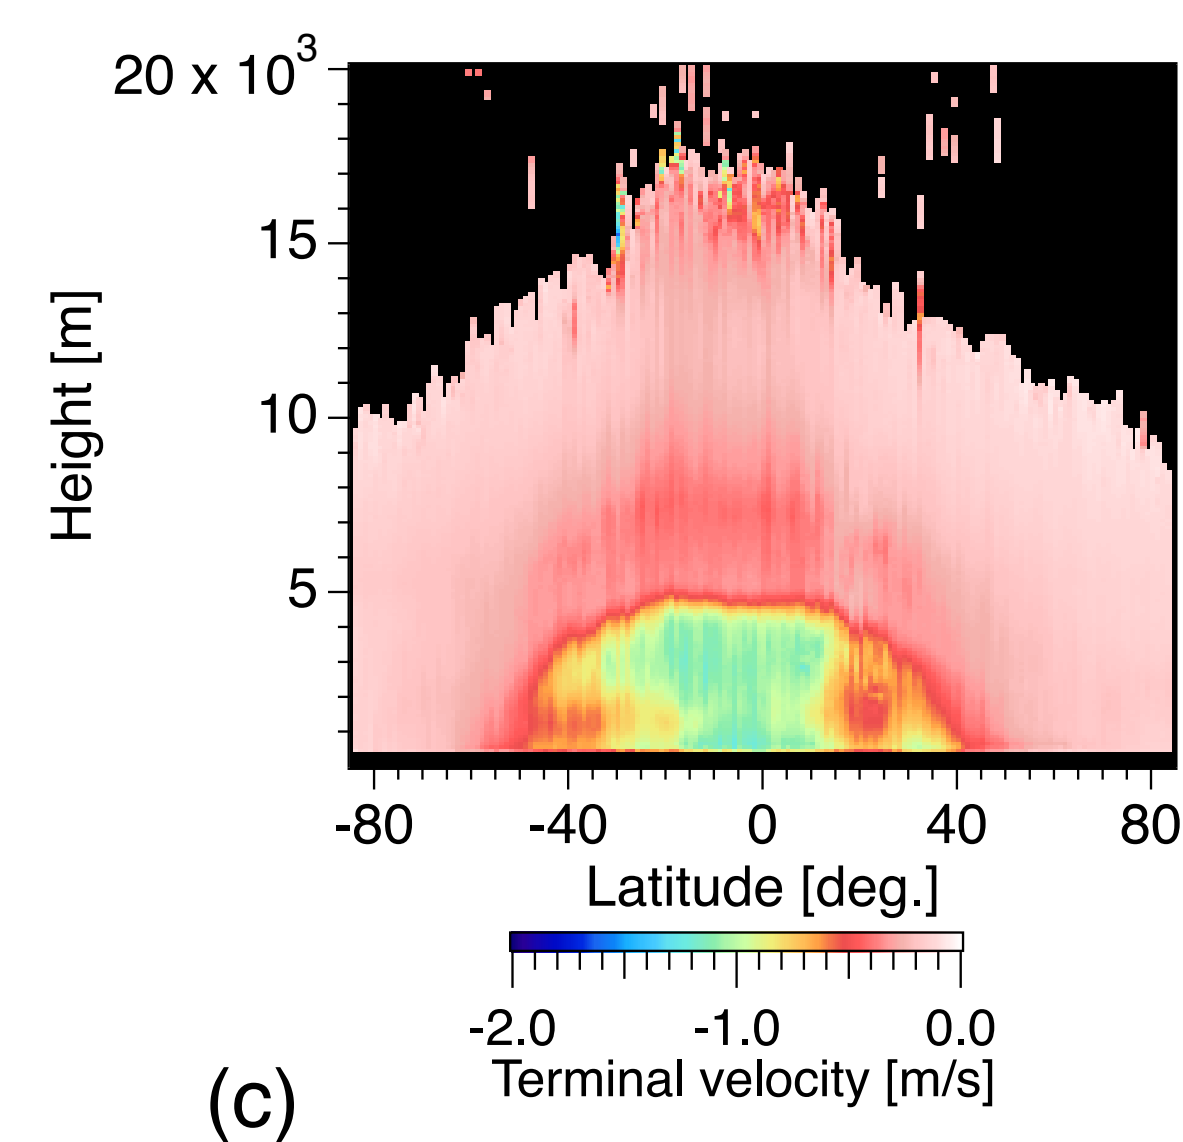 20 x 10³
15
10
5
Height [m]
-80 -40 0 40 80
Latitude [deg.]
-2.0 -1.0 0.0
Terminal velocity [m/s]
(c)